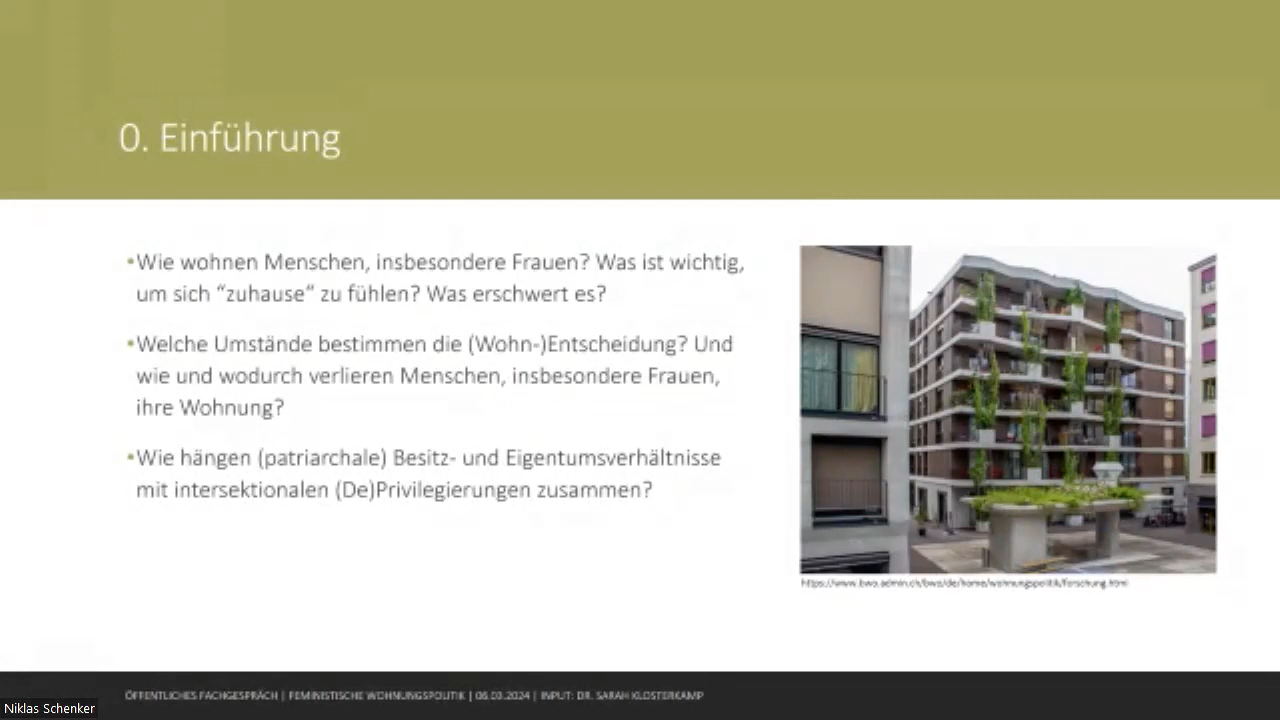 0. Einführung
•Wie wohnen Menschen, insbesondere Frauen? Was ist wichtig,
um sich “zuhause“ zu fühlen? Was erschwert es?
•Welche Umstände bestimmen die (Wohn-)Entscheidung? Und
wie und wodurch verlieren Menschen, insbesondere Frauen,
ihre Wohnung?
•Wie hängen (patriarchale) Besitz- und Eigentumsverhältnisse
mit intersektionalen (De)Privilegierungen zusammen?
https://www.bwo.admin.ch/bwo/de/home/wohnungspolitik/forschung.html
ÖFFENTLICHES FACHGESPRÄCH | FEMINISTISCHE WOHNUNGSPOLITIK | 06.03.2024 | INPUT: DR. SARAH KLOSTERKAMP
Niklas Schenker